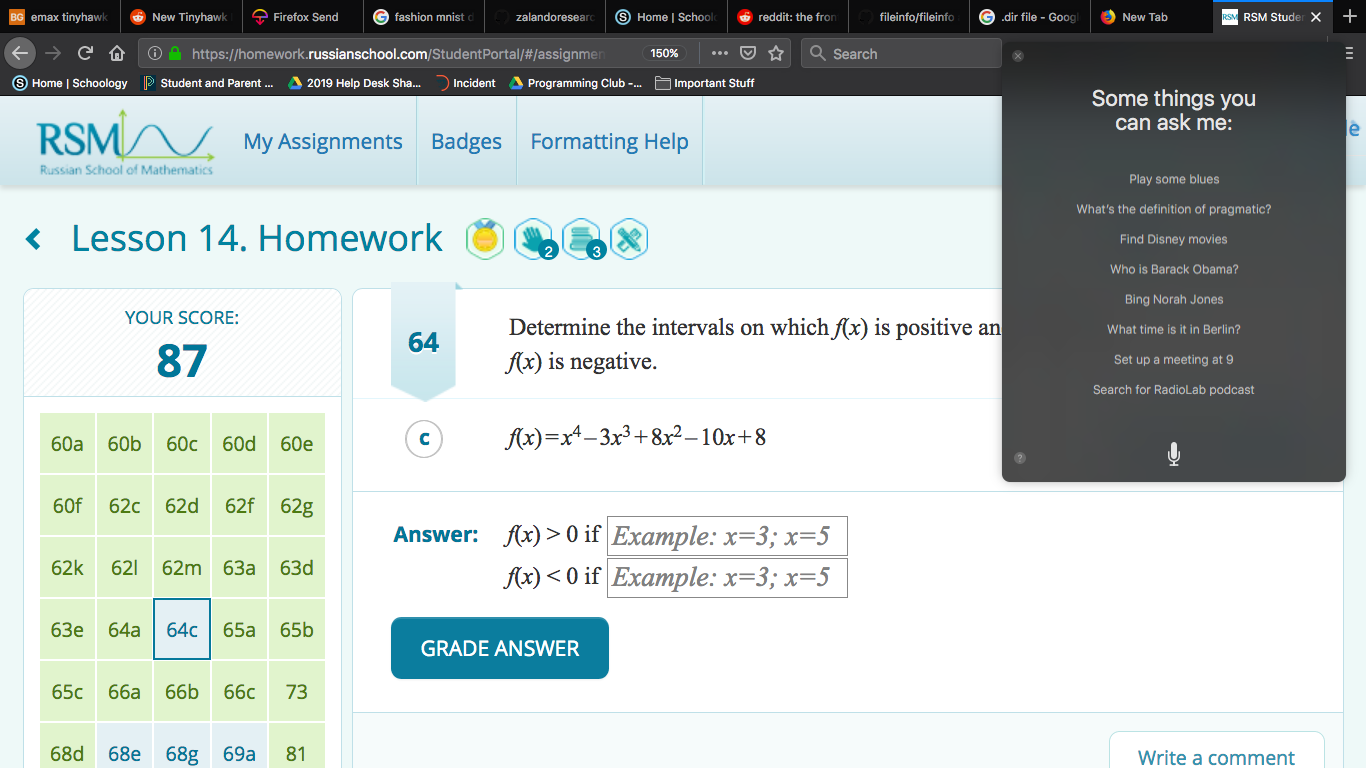 emax tinyhawk
New Tinyhawk
Firefox Send
fashion mnist d
zalandoresearc
Home | School
reddit: the fron
fileinfo/fileinfo
.dir file - Googl
New Tab
RSM Studen
https://homework.russianschool.com/StudentPortal/#/assignmen
150%
Search
Home | Schoology
Student and Parent ...
2019 Help Desk Sha...
Incident
Programming Club -...
Important Stuff
RSM
Russian School of Mathematics
My Assignments
Badges
Formatting Help
Lesson 14. Homework
2
3
YOUR SCORE:
87
60a 60b 60c 60d 60e
60f 62c 62d 62f 62g
62k 62l 62m 63a 63d
63e 64a 64c 65a 65b
65c 66a 66b 66c 73
68d 68e 68g 69a 81
64
Determine the intervals on which f(x) is positive an
f(x) is negative.
c
f(x)=x⁴–3x³+8x²–10x+8
Answer:
f(x) > 0 if Example: x=3; x=5
f(x) < 0 if Example: x=3; x=5
GRADE ANSWER
Write a comment
Some things you
can ask me:
Play some blues
What's the definition of pragmatic?
Find Disney movies
Who is Barack Obama?
Bing Norah Jones
What time is it in Berlin?
Set up a meeting at 9
Search for RadioLab podcast
?